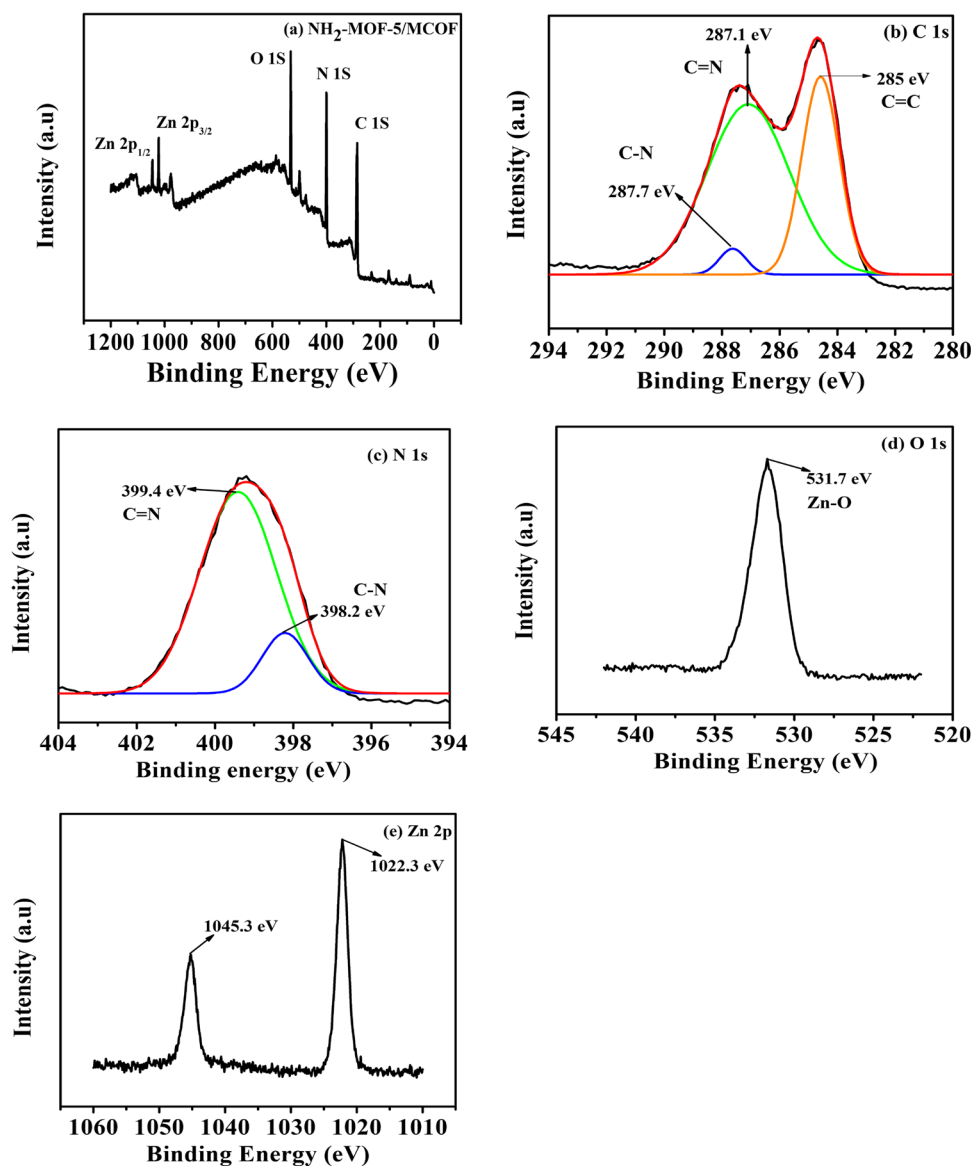 (a) NH2-MOF-5/MCOF
O 1S
N 1S
C 1S
Zn 2p3/2
Zn 2p1/2
Intensity (a.u)
1200 1000 800 600 400 200 0
Binding Energy (eV)
(b) C 1s
287.1 eV
C=N
285 eV
C=C
C-N
287.7 eV
Intensity (a.u)
294 292 290 288 286 284 282 280
Binding Energy (eV)
(c) N 1s
399.4 eV
C=N
C-N
398.2 eV
Intensity (a.u)
404 402 400 398 396 394
Binding energy (eV)
(d) O 1s
531.7 eV
Zn-O
Intensity (a.u)
545 540 535 530 525 520
Binding Energy (eV)
(e) Zn 2p
1022.3 eV
1045.3 eV
Intensity (a.u)
1060 1050 1040 1030 1020 1010
Binding Energy (eV)